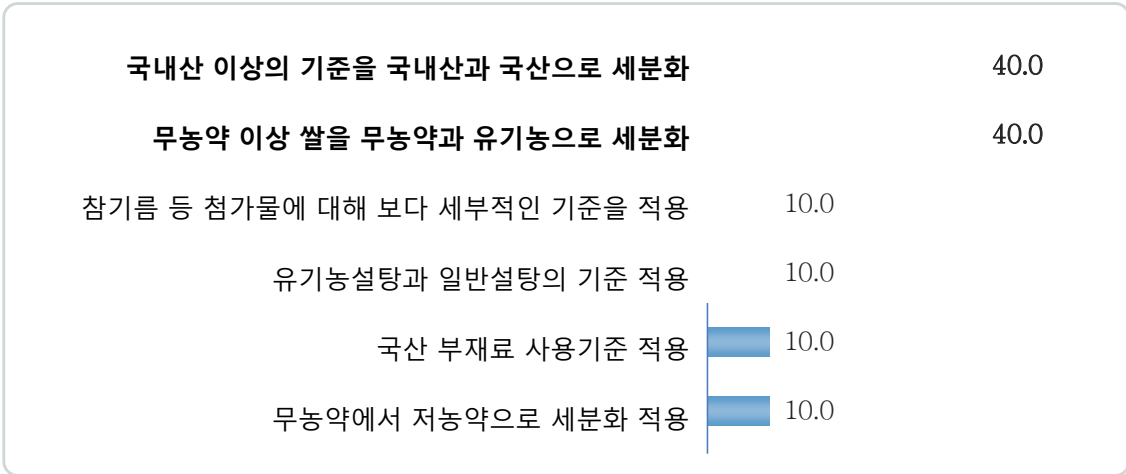 국내산 이상의 기준을 국내산과 국산으로 세분화 40.0
무농약 이상 쌀을 무농약과 유기농으로 세분화 40.0
참기름 등 첨가물에 대해 보다 세부적인 기준을 적용 10.0
유기농설탕과 일반설탕의 기준 적용 10.0
국산 부재료 사용기준 적용 10.0
무농약에서 저농약으로 세분화 적용 10.0